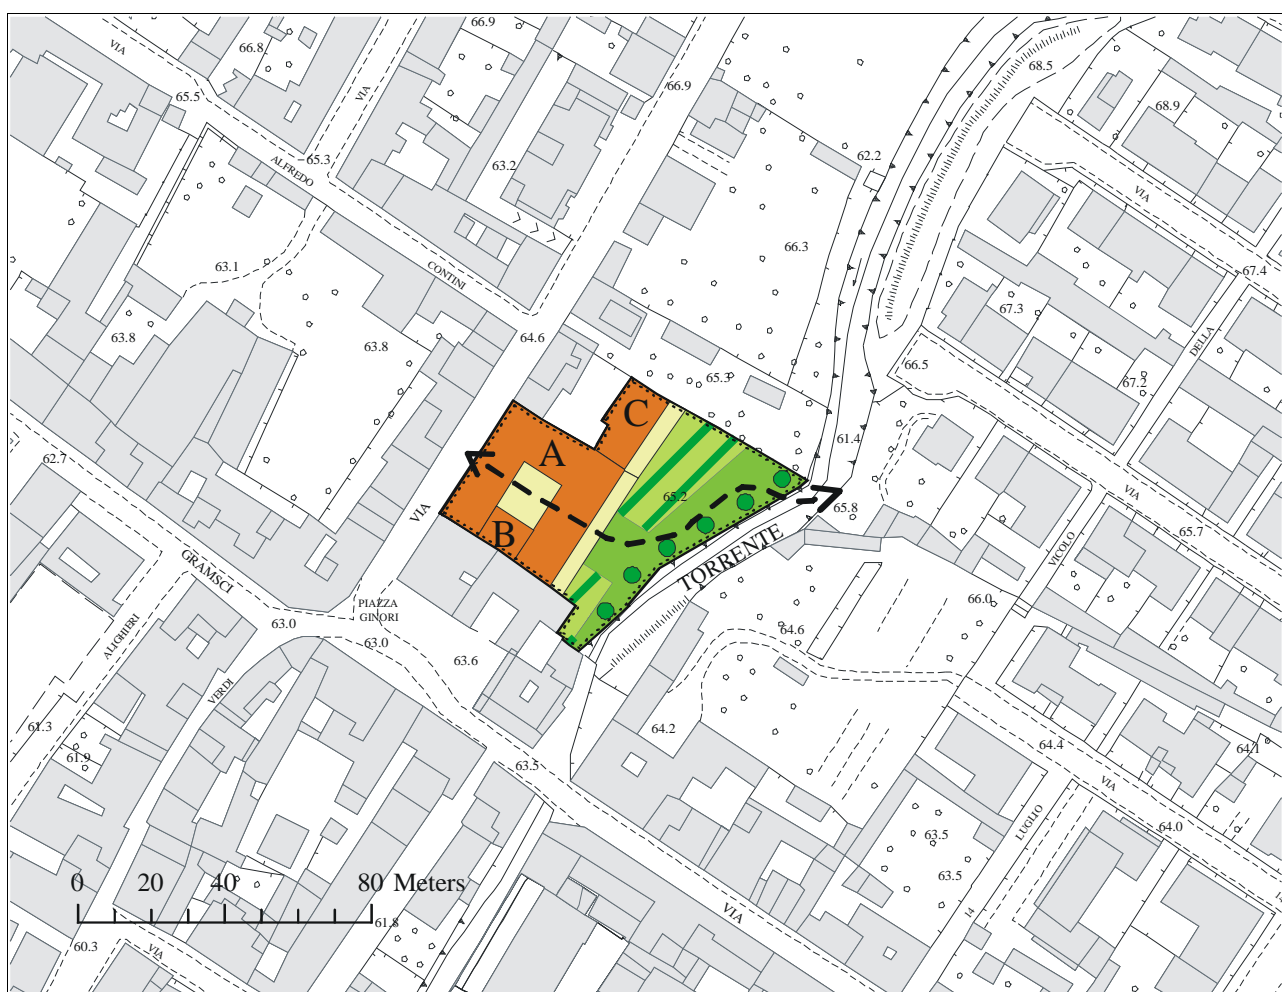 66.9
VIA
66.8
68.5
65.5
VIA
66.9
68.9
65.3
62.2
ALFREDO
63.2
VIA
66.3
63.1
CONTINI
67.4
67.3
63.8
63.8
64.6
DELLA
66.5
65.3
67.2
C
61.4
62.7
A
65.2
VIA
65.8
VIA
B
65.7
TORRENTE
VICOLO
GRAMSCI
66.0
PIAZZA
GINORI
63.0
63.0
ALIGHIERI
64.6
63.6
VERDI
61.3
64.2
64.4
64.1
61.9
63.5
VIA
LUGLIO
64.0
63.5
63.5
0 20 40 80 Meters
14
VIA
61.8
60.3
VIA